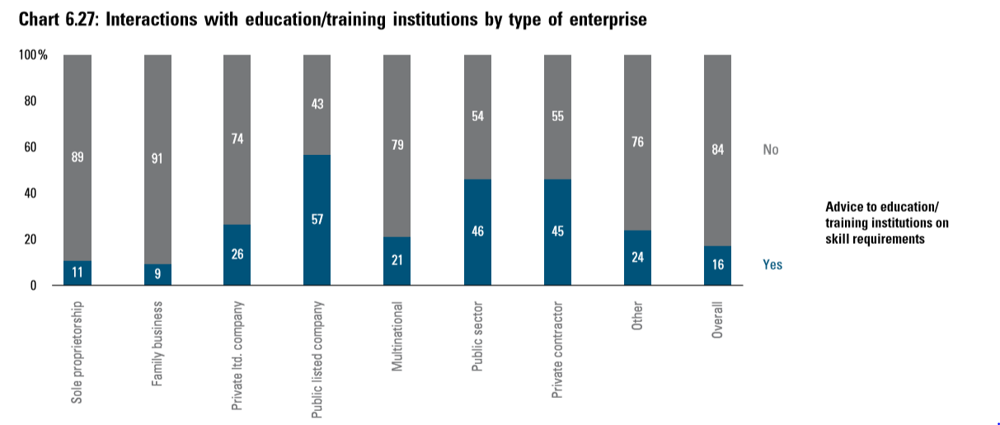 Chart 6.27: Interactions with education/training institutions by type of enterprise
100%
80
60
40
20
0
89
91
74
43
79
54
55
76
84
No
11
9
26
57
21
46
45
24
16
Yes
Advice to education/
training institutions on
skill requirements
Sole proprietorship
Family business
Private ltd. company
Public listed company
Multinational
Public sector
Private contractor
Other
Overall